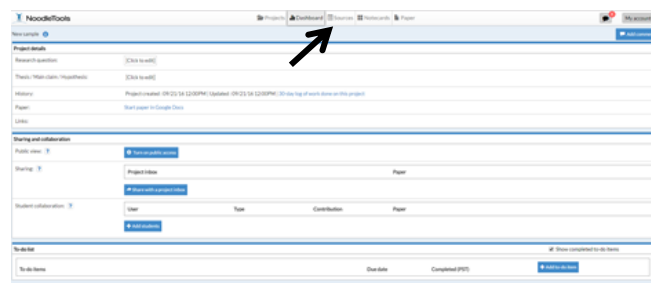 NoodleTools
Projects Dashboard Sources Notecards Paper
My account
New sample
Add comment
Project details
Research question: [Click to edit]
Thesis / Main claim / Hypothesis: [Click to edit]
History: Project created: 09/21/16 12:00PM | Updated: 09/21/16 12:00PM | 30 day log of work done on this project
Paper: Start paper in Google Docs
Links:
Sharing and collaboration
Public view: ? Turn on public access
Sharing: ? Project inbox Paper
Share with a project inbox
Student collaboration: ? User Type Contribution Paper
Add students
To-do list Show completed to-do items
To-do items Due date Completed (PST) Add to-do item